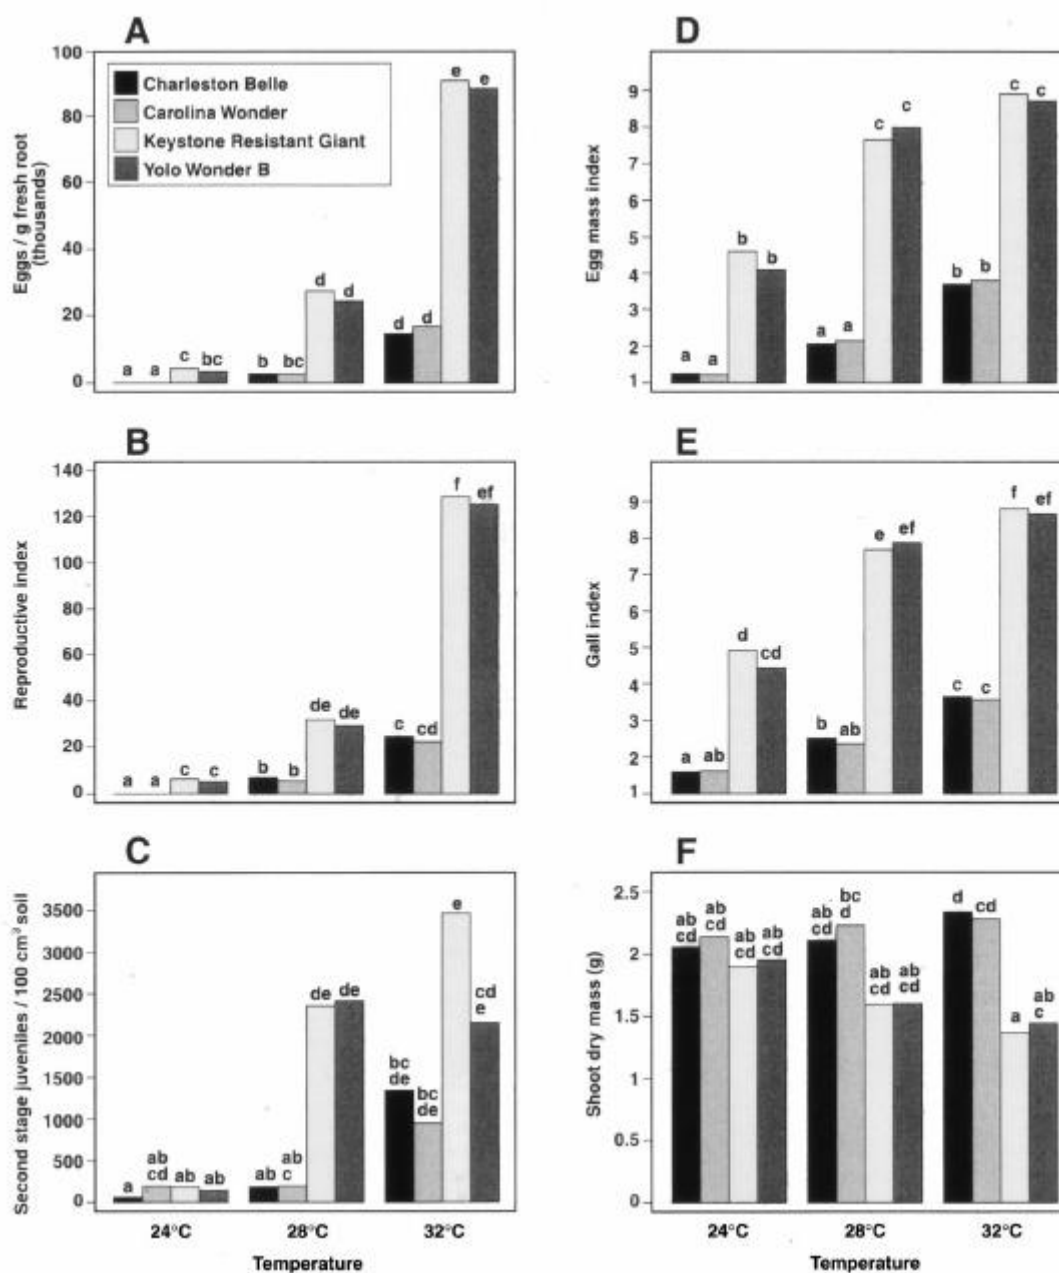 A
Eggs / g fresh root
(thousands)
100
80
60
40
20
0
Charleston Belle
Carolina Wonder
Keystone Resistant Giant
Yolo Wonder B
a a c bc
b bc d d
d d e e
D
Egg mass index
9
8
7
6
5
4
3
2
1
a a b b
a a c c
b b c c
B
Reproductive index
140
120
100
80
60
40
20
0
a a c c
b b de de
c cd f ef
E
Gall index
9
8
7
6
5
4
3
2
1
a ab d cd
b ab e ef
c c f ef
C
Second stage juveniles / 100 cm³ soil
3500
3000
2500
2000
1500
1000
500
0
a ab
cd ab ab
ab ab
c de de
bc
de bc
de e cd
e
24°C 28°C 32°C
Temperature
F
Shoot dry mass (g)
2.5
2
1.5
1
0.5
0
ab
cd ab
cd ab
cd ab
cd
ab
cd bc
d ab
cd ab
cd
d cd a ab
c
24°C 28°C 32°C
Temperature